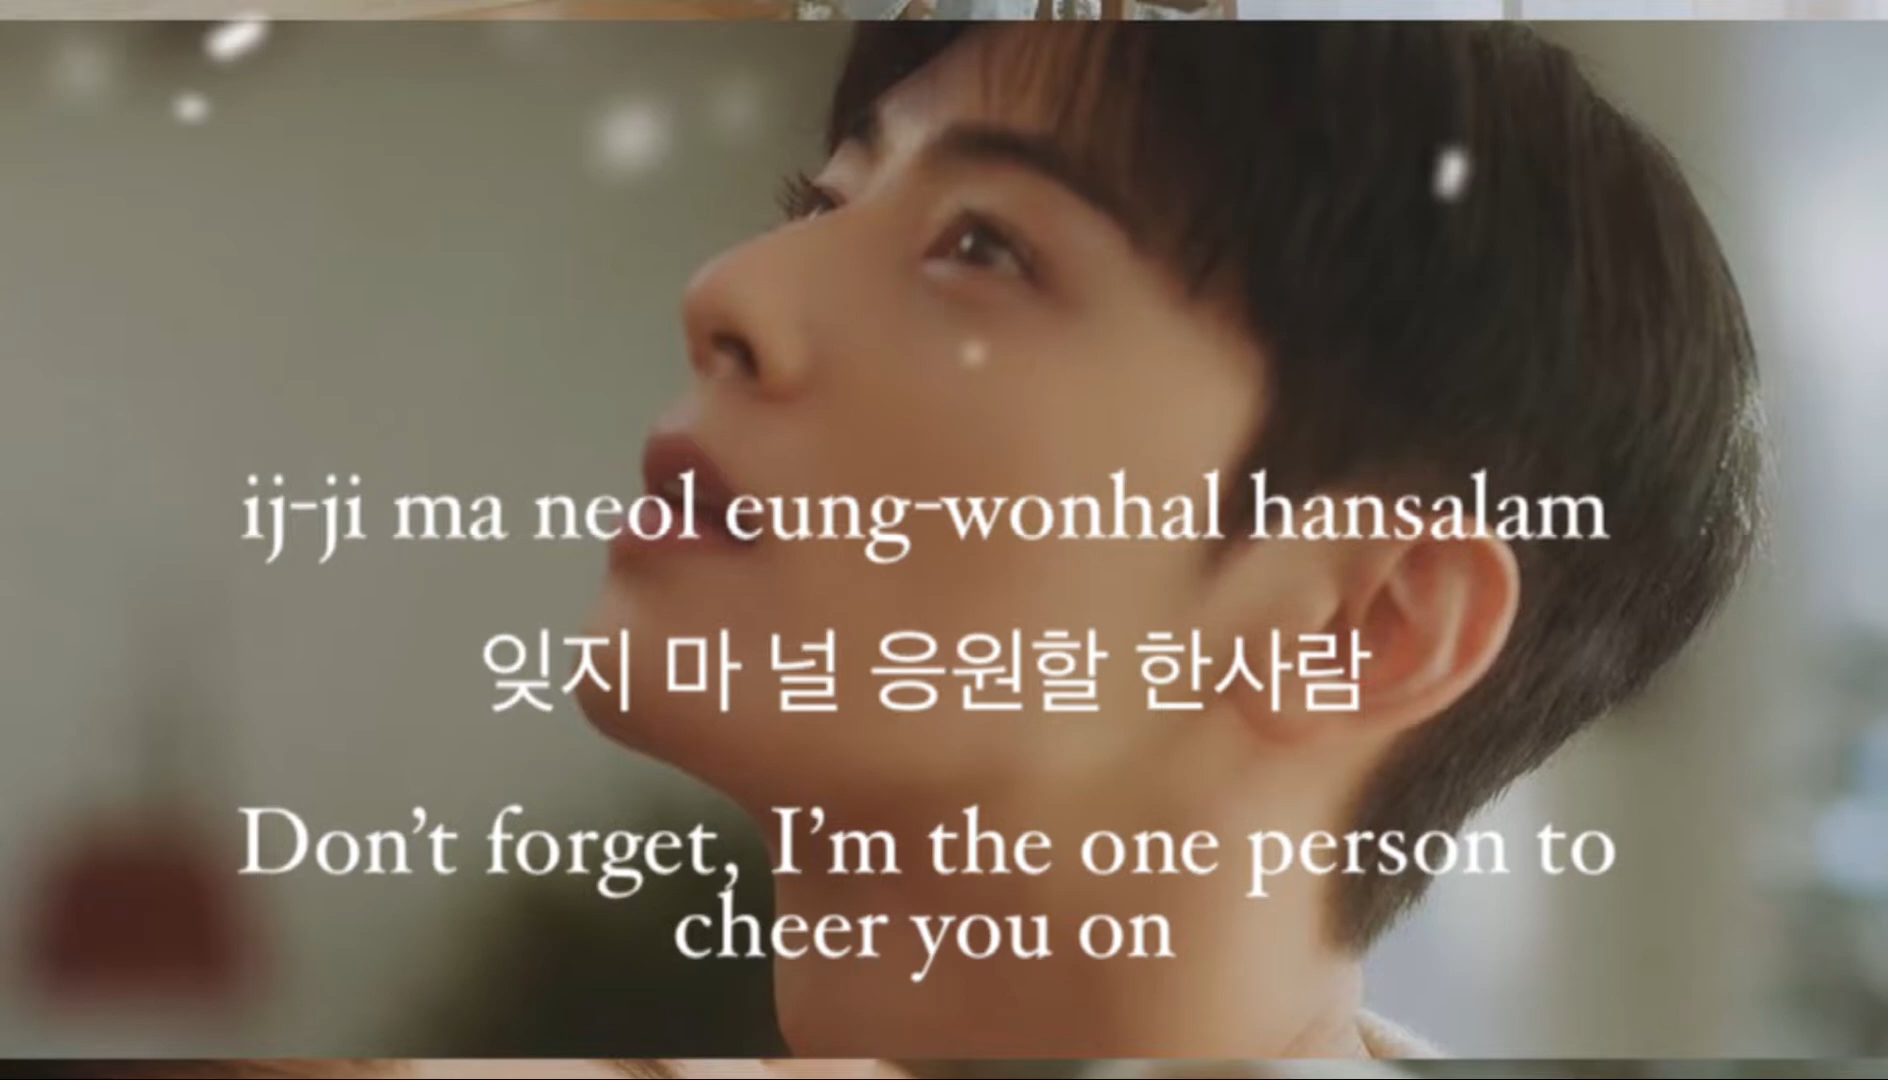 ij-ji ma neol eung-wonhal hansalam
잊지 마 널 응원할 한사람
Don't forget, I'm the one person to
cheer you on